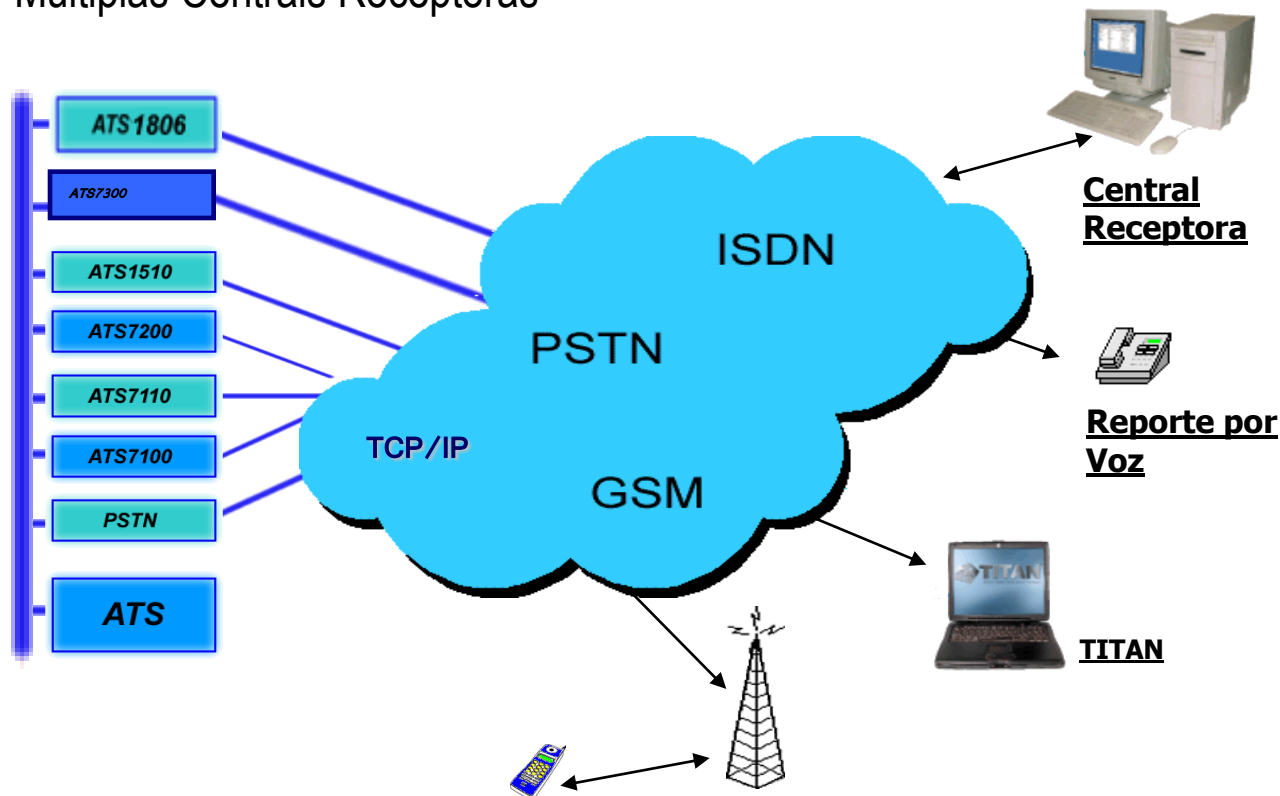 Múltiplas Centrais Receptoras
ATS1806
ATS7300
ATS1510
ATS7200
ATS7110
ATS7100
PSTN
ATS
ISDN
PSTN
TCP/IP
GSM
Central
Receptora
Reporte por
Voz
TITAN
TITAN